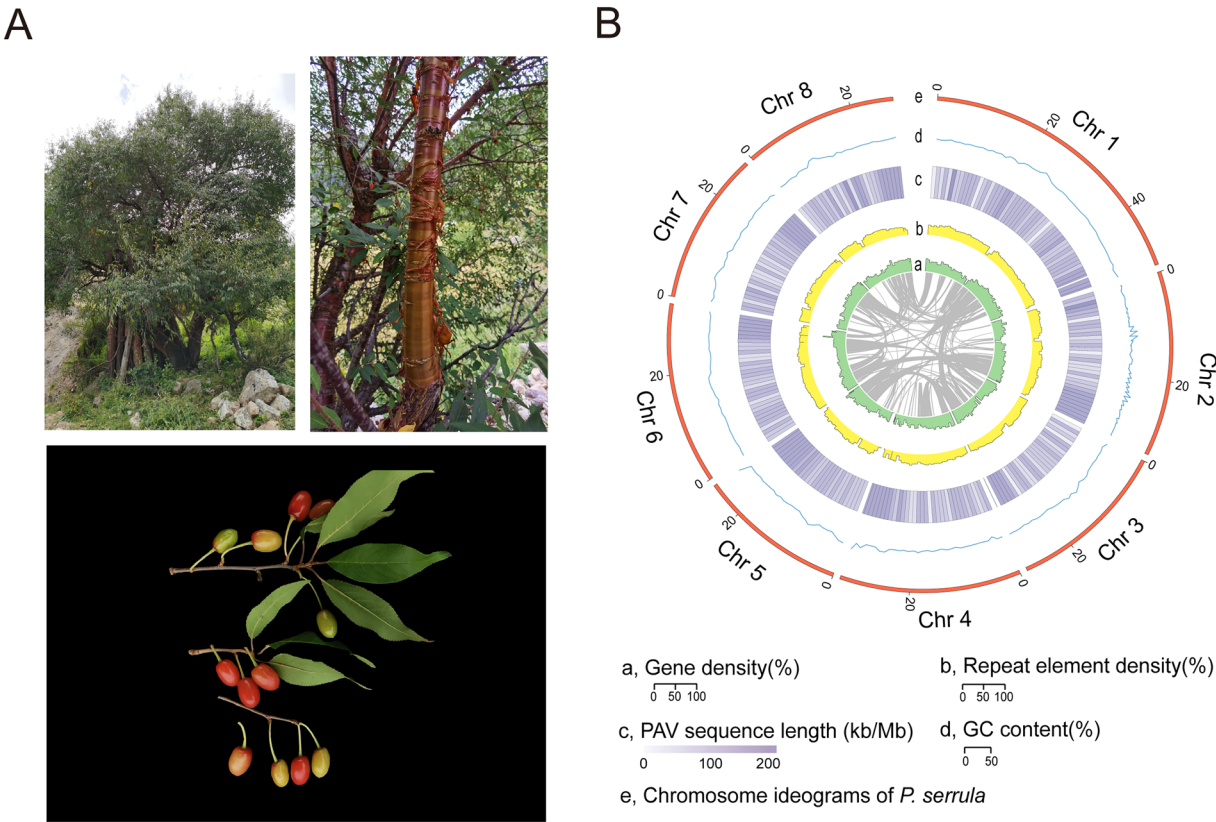 A
B
e
d
c
b
a
0
20
40
Chr 1
0
20
Chr 2
0
20
Chr 3
0
20
Chr 4
0
20
Chr 5
0
20
Chr 6
0
20
Chr 7
0
20
Chr 8
a, Gene density(%)
0 50 100
b, Repeat element density(%)
0 50 100
c, PAV sequence length (kb/Mb)
0 100 200
d, GC content(%)
0 50
e, Chromosome ideograms of P. serrula